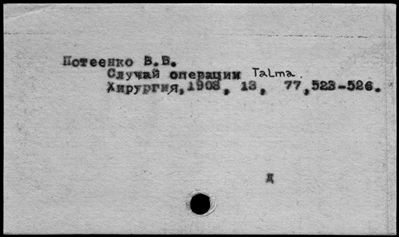 Потеенко В.В.
Случай операции Talma.
Хирургия, 1908, 13, 77, 523-526.
д